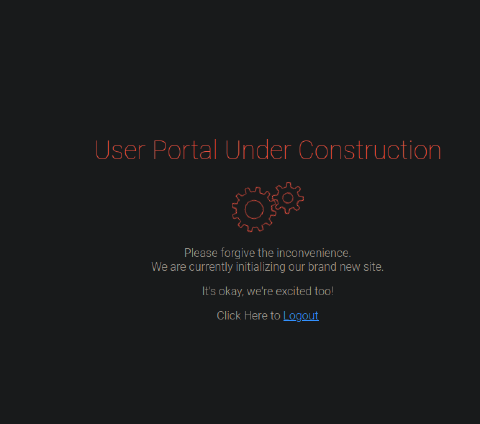 User Portal Under Construction
Please forgive the inconvenience.
We are currently initializing our brand new site.
It's okay, we're excited too!
Click Here to Logout